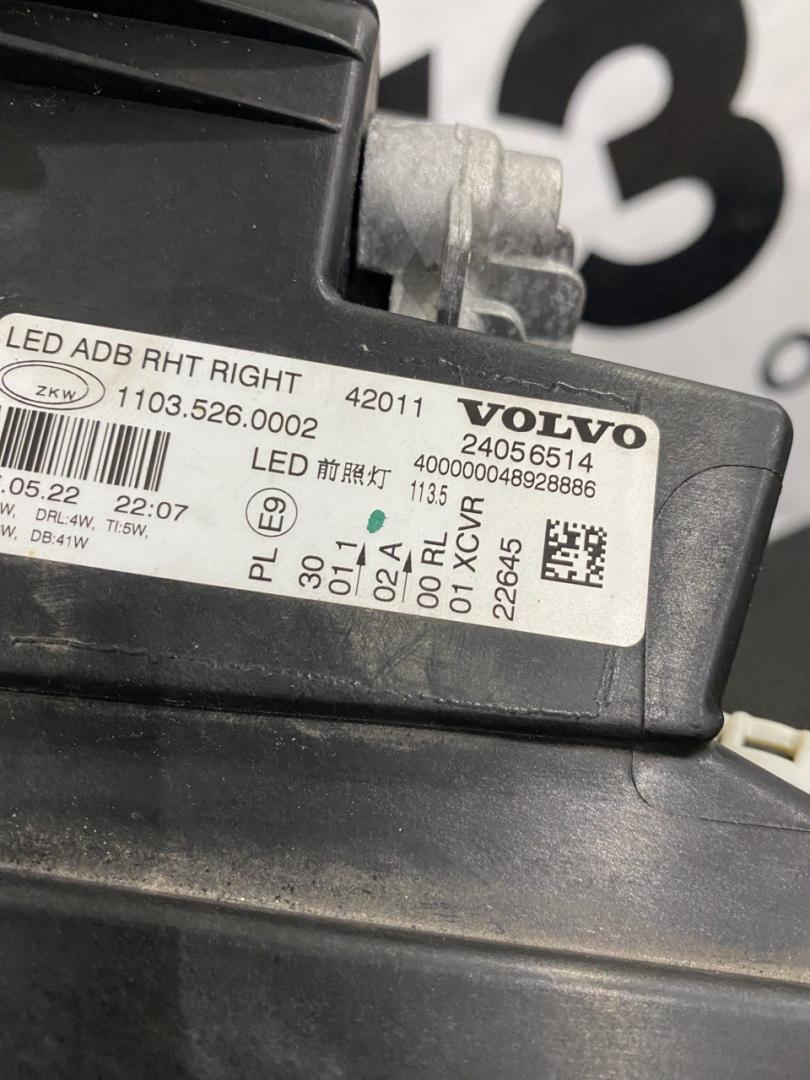 LED ADB RHT RIGHT 42011 VOLVO
ZKW 1103.526.0002 24056514
LED 前照灯 400000048928886
.05.22 22:07 113.5
W, DRL:4W, TI:5W,
W, DB:41W
PL E9
30
01 1
02 A
00 RL
01 XCVR
22645
3